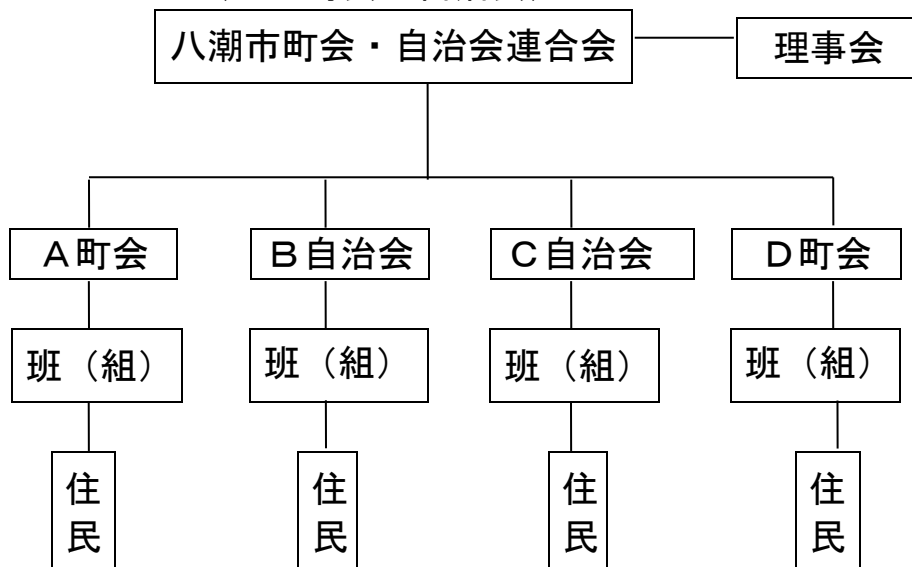 八潮市町会・自治会連合会
理事会
A町会
B自治会
C自治会
D町会
班（組）
班（組）
班（組）
班（組）
住民
住民
住民
住民